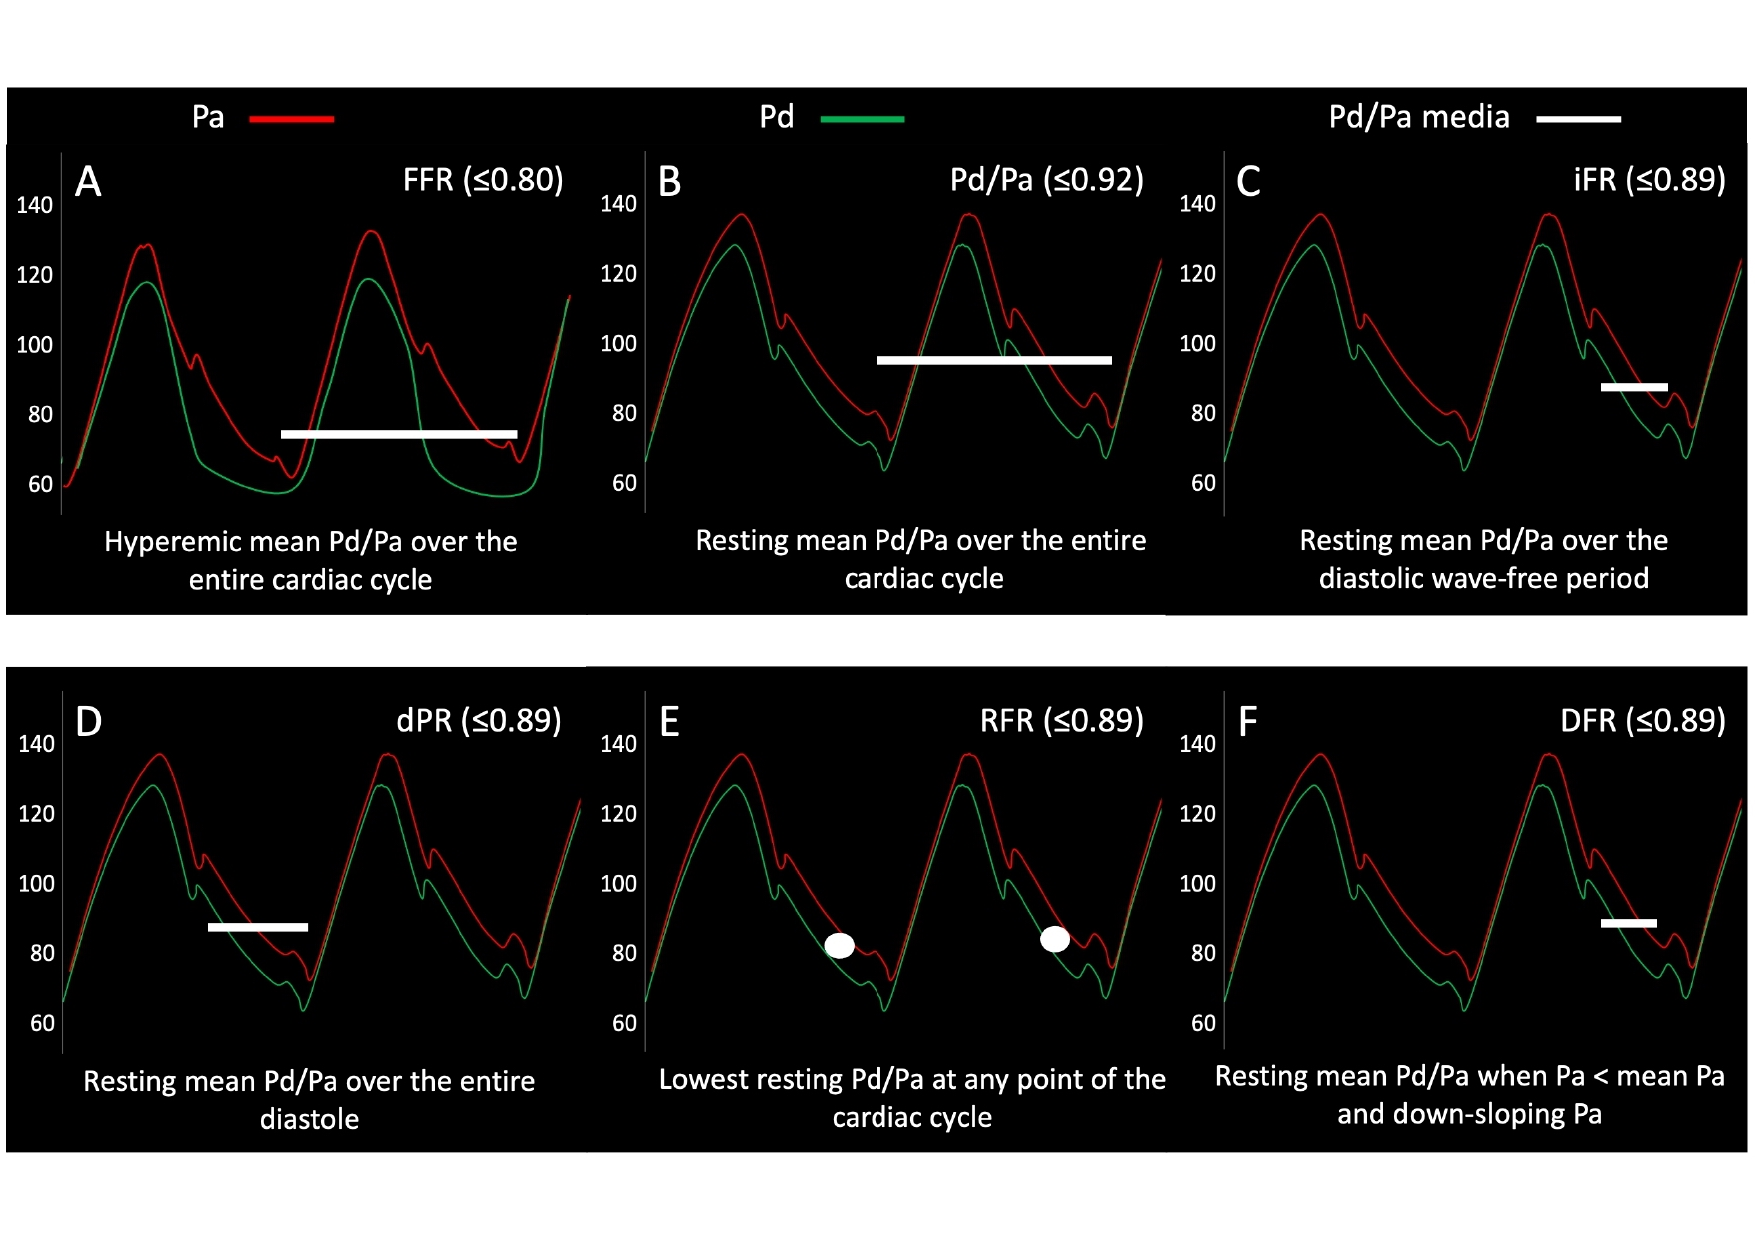 Pa
Pd
Pd/Pa media
A
FFR (≤0.80)
140
120
100
80
60
Hyperemic mean Pd/Pa over the
entire cardiac cycle
B
Pd/Pa (≤0.92)
140
120
100
80
60
Resting mean Pd/Pa over the entire
cardiac cycle
C
iFR (≤0.89)
140
120
100
80
60
Resting mean Pd/Pa over the
diastolic wave-free period
D
dPR (≤0.89)
140
120
100
80
60
Resting mean Pd/Pa over the entire
diastole
E
RFR (≤0.89)
140
120
100
80
60
Lowest resting Pd/Pa at any point of the
cardiac cycle
F
DFR (≤0.89)
140
120
100
80
60
Resting mean Pd/Pa when Pa < mean Pa
and down-sloping Pa